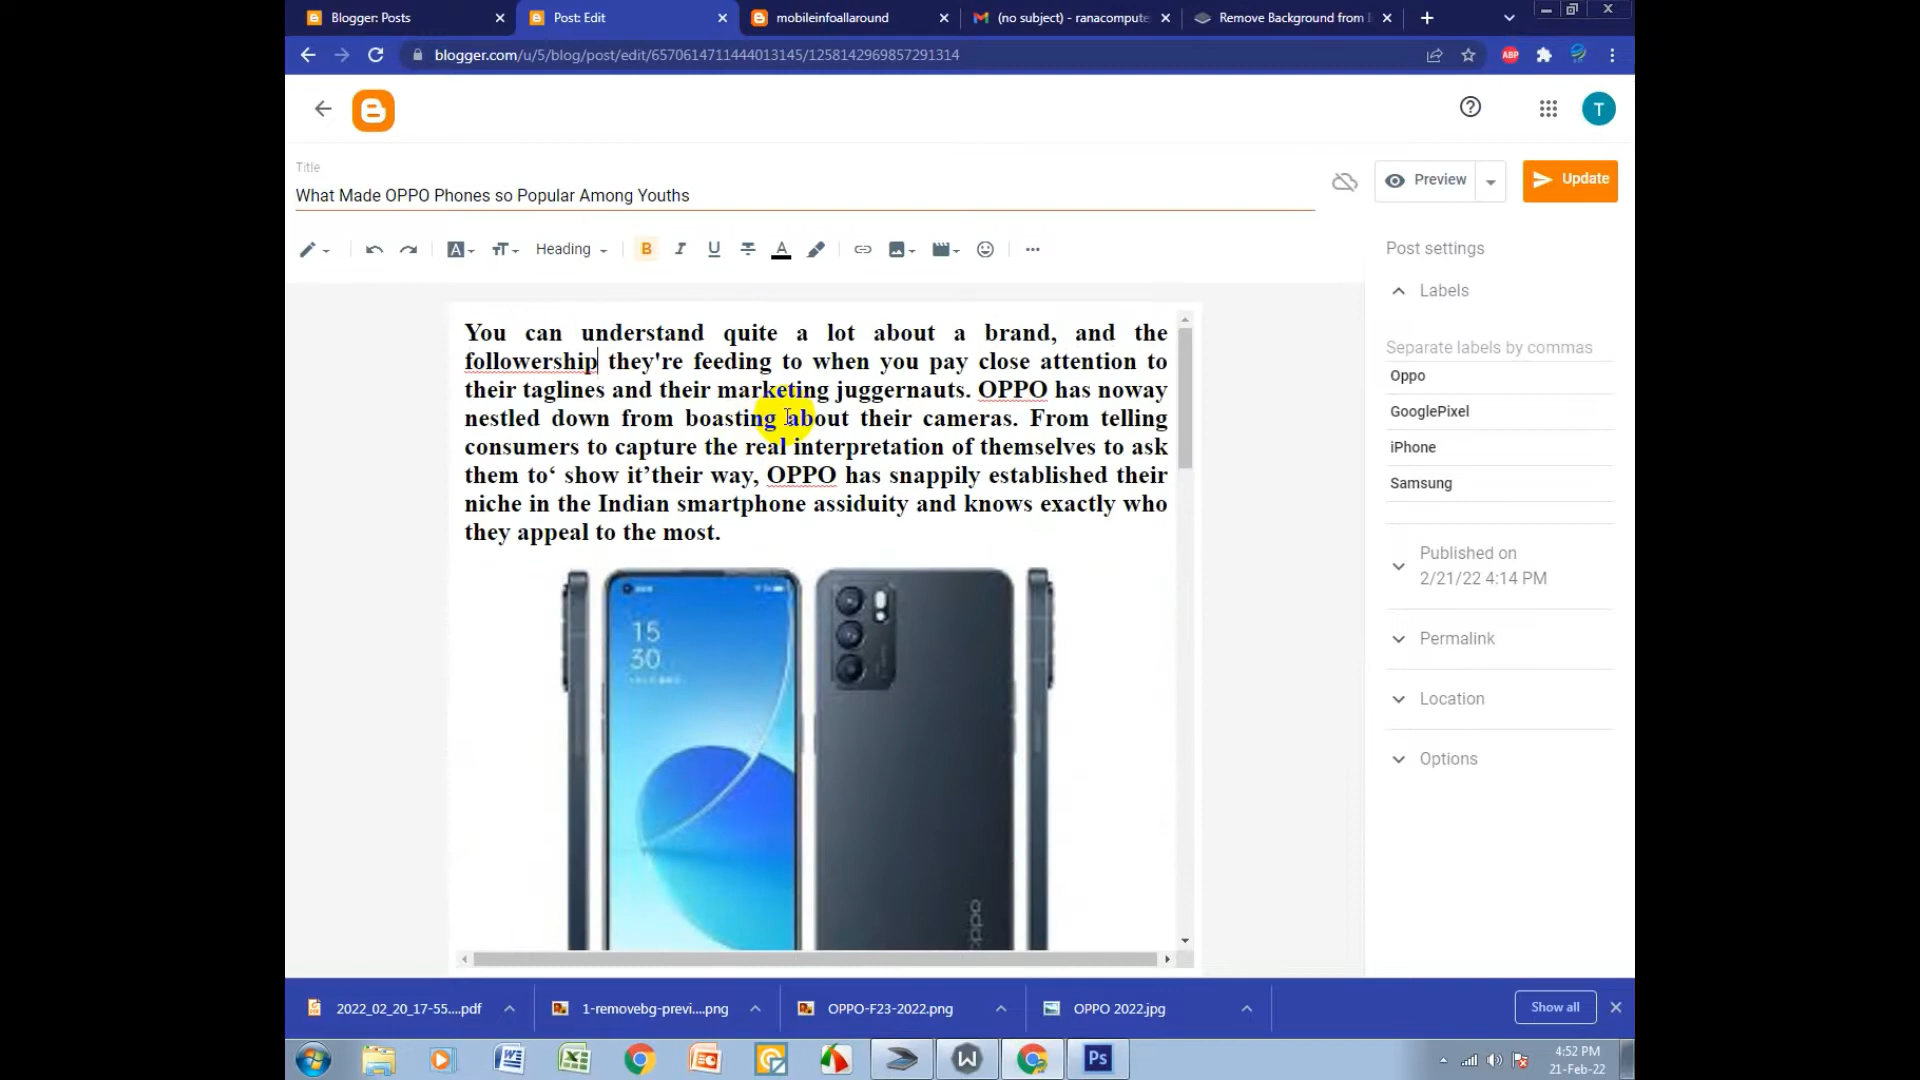 Blogger: Posts
Post: Edit
mobileinfoallaround
(no subject) - ranacompute
Remove Background from
blogger.com/u/5/blog/post/edit/6570614711444013145/1258142969857291314
ABP
T
Title
What Made OPPO Phones so Popular Among Youths
Preview
Update
Heading
B
Post settings
Labels
Separate labels by commas
Oppo
GooglePixel
iPhone
Samsung
Published on
2/21/22 4:14 PM
Permalink
Location
Options
You can understand quite a lot about a brand, and the
followership they're feeding to when you pay close attention to
their taglines and their marketing juggernauts. OPPO has noway
nestled down from boasting about their cameras. From telling
consumers to capture the real interpretation of themselves to ask
them to‘ show it’their way, OPPO has snappily established their
niche in the Indian smartphone assiduity and knows exactly who
they appeal to the most.
15
30
oppo
2022_02_20_17-55....pdf
1-removebg-previ....png
OPPO-F23-2022.png
OPPO 2022.jpg
Show all
Ps
4:52 PM
21-Feb-22